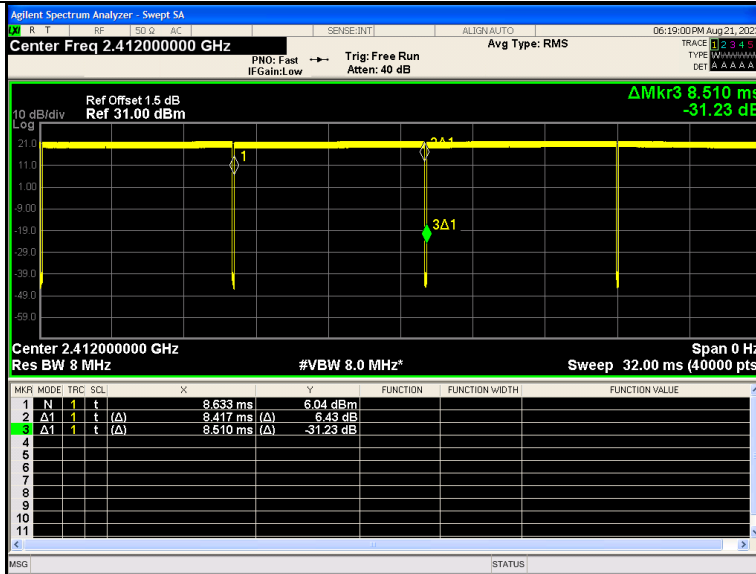 Agilent Spectrum Analyzer - Swept SA
LXI R T RF 50 Ω AC SENSE:INT ALIGN AUTO 06:19:00 PM Aug 21, 202
Center Freq 2.412000000 GHz Avg Type: RMS TRACE 1 2 3 4 5
PNO: Fast Trig: Free Run TYPE
IFGain:Low Atten: 40 dB DET A A A A A
ΔMkr3 8.510 ms
Ref Offset 1.5 dB
10 dB/div Ref 31.00 dBm -31.23 dB
Log
21.0
11.0
1.00
-9.00
-19.0
-29.0
-39.0
-49.0
-59.0
1
3Δ1
Center 2.412000000 GHz Span 0 Hz
Res BW 8 MHz #VBW 8.0 MHz* Sweep 32.00 ms (40000 pts
MKR MODE TRC SCL X Y FUNCTION FUNCTION WIDTH FUNCTION VALUE
1 N 1 t 8.633 ms 6.04 dBm
2 Δ1 1 t (Δ) 8.417 ms (Δ) 6.43 dB
3 Δ1 1 t (Δ) 8.510 ms (Δ) -31.23 dB
4
5
6
7
8
9
10
11
MSG STATUS